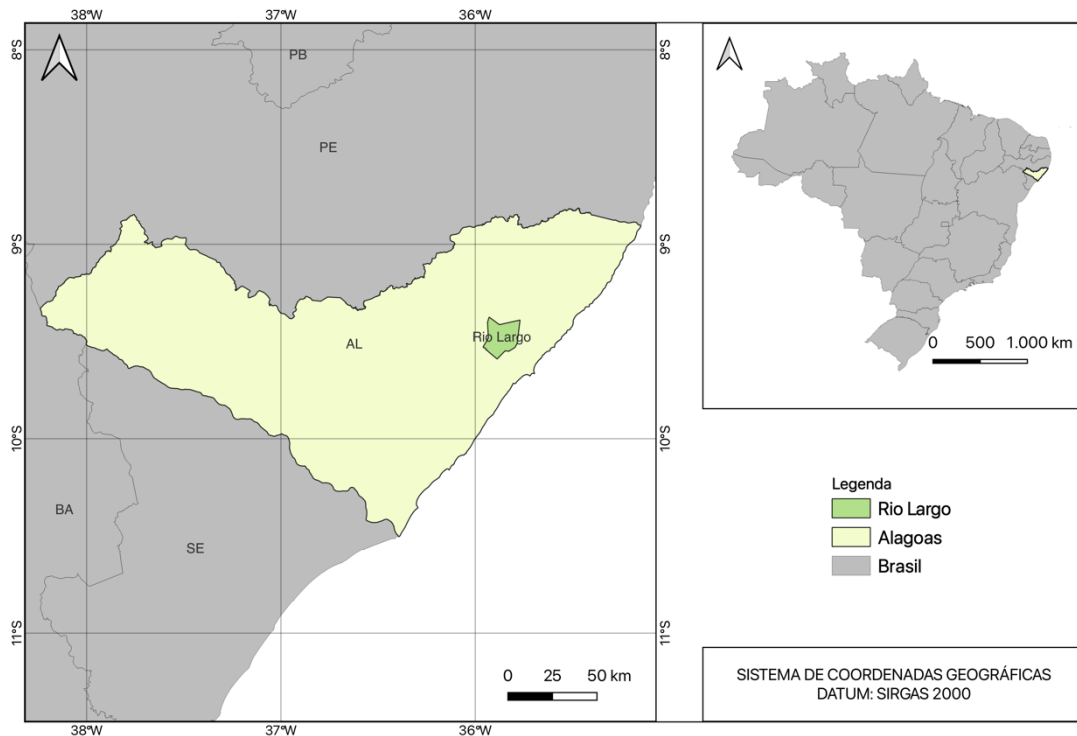 38°W
37°W
36°W
8°S
8°S
PB
PE
9°S
9°S
AL
Rio Largo
10°S
10°S
BA
SE
11°S
11°S
0 25 50 km
38°W
37°W
36°W
0 500 1.000 km
Legenda
Rio Largo
Alagoas
Brasil
SISTEMA DE COORDENADAS GEOGRÁFICAS
DATUM: SIRGAS 2000